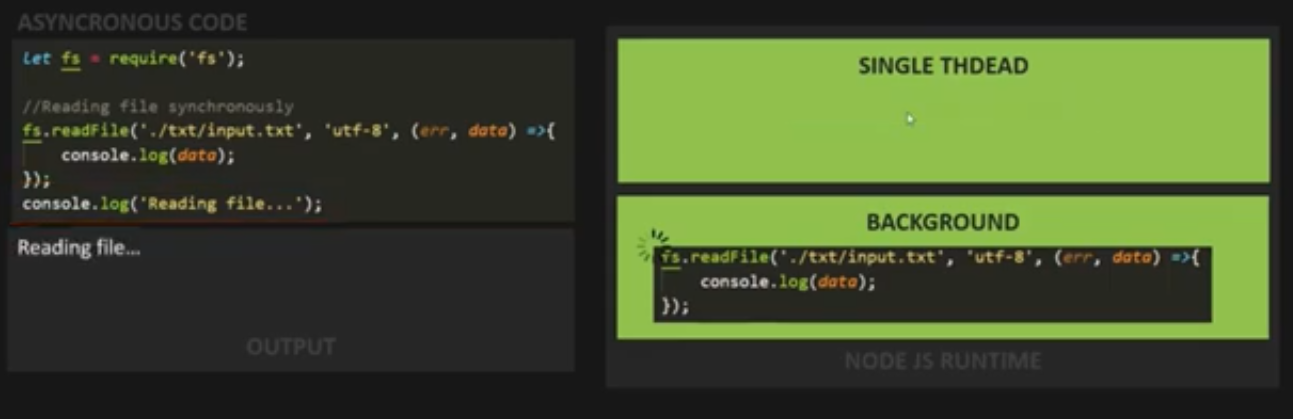 ASYNCRONOUS CODE
let fs = require('fs');
//Reading file synchronously
fs.readFile('./txt/input.txt', 'utf-8', (err, data) =>{
console.log(data);
});
console.log('Reading file...');
Reading file...
OUTPUT
SINGLE THDEAD
BACKGROUND
fs.readFile('./txt/input.txt', 'utf-8', (err, data) =>{
console.log(data);
});
NODE JS RUNTIME